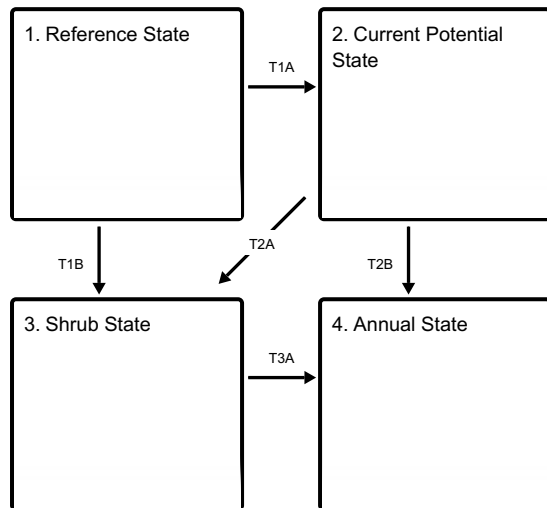 1. Reference State
T1A
2. Current Potential
State
T1B
T2A
T2B
3. Shrub State
T3A
4. Annual State